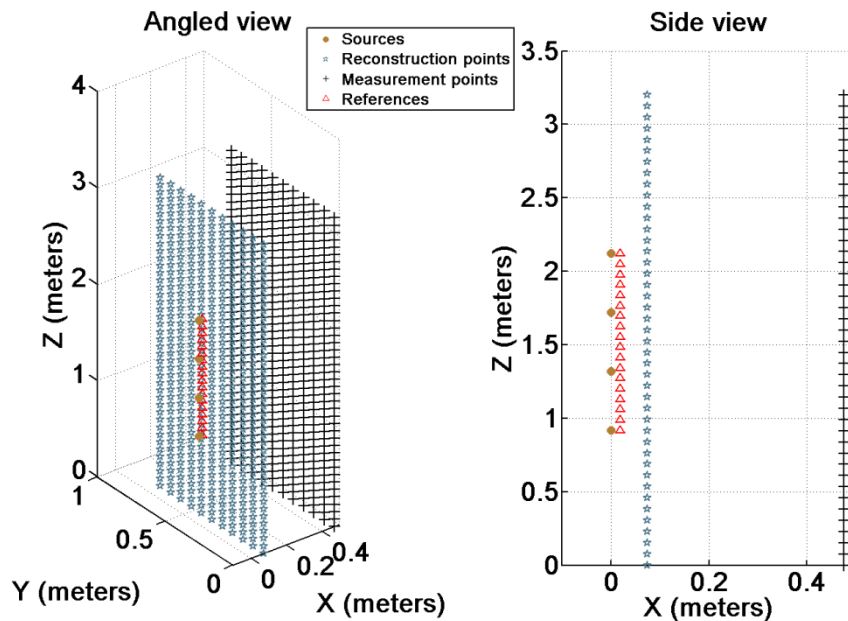 Angled view
Side view
Sources
Reconstruction points
Measurement points
References
4
3
2
1
0
Z (meters)
1
0.5
0
Y (meters)
0
0.2
0.4
X (meters)
3.5
3
2.5
2
1.5
1
0.5
0
Z (meters)
0
0.2
0.4
X (meters)